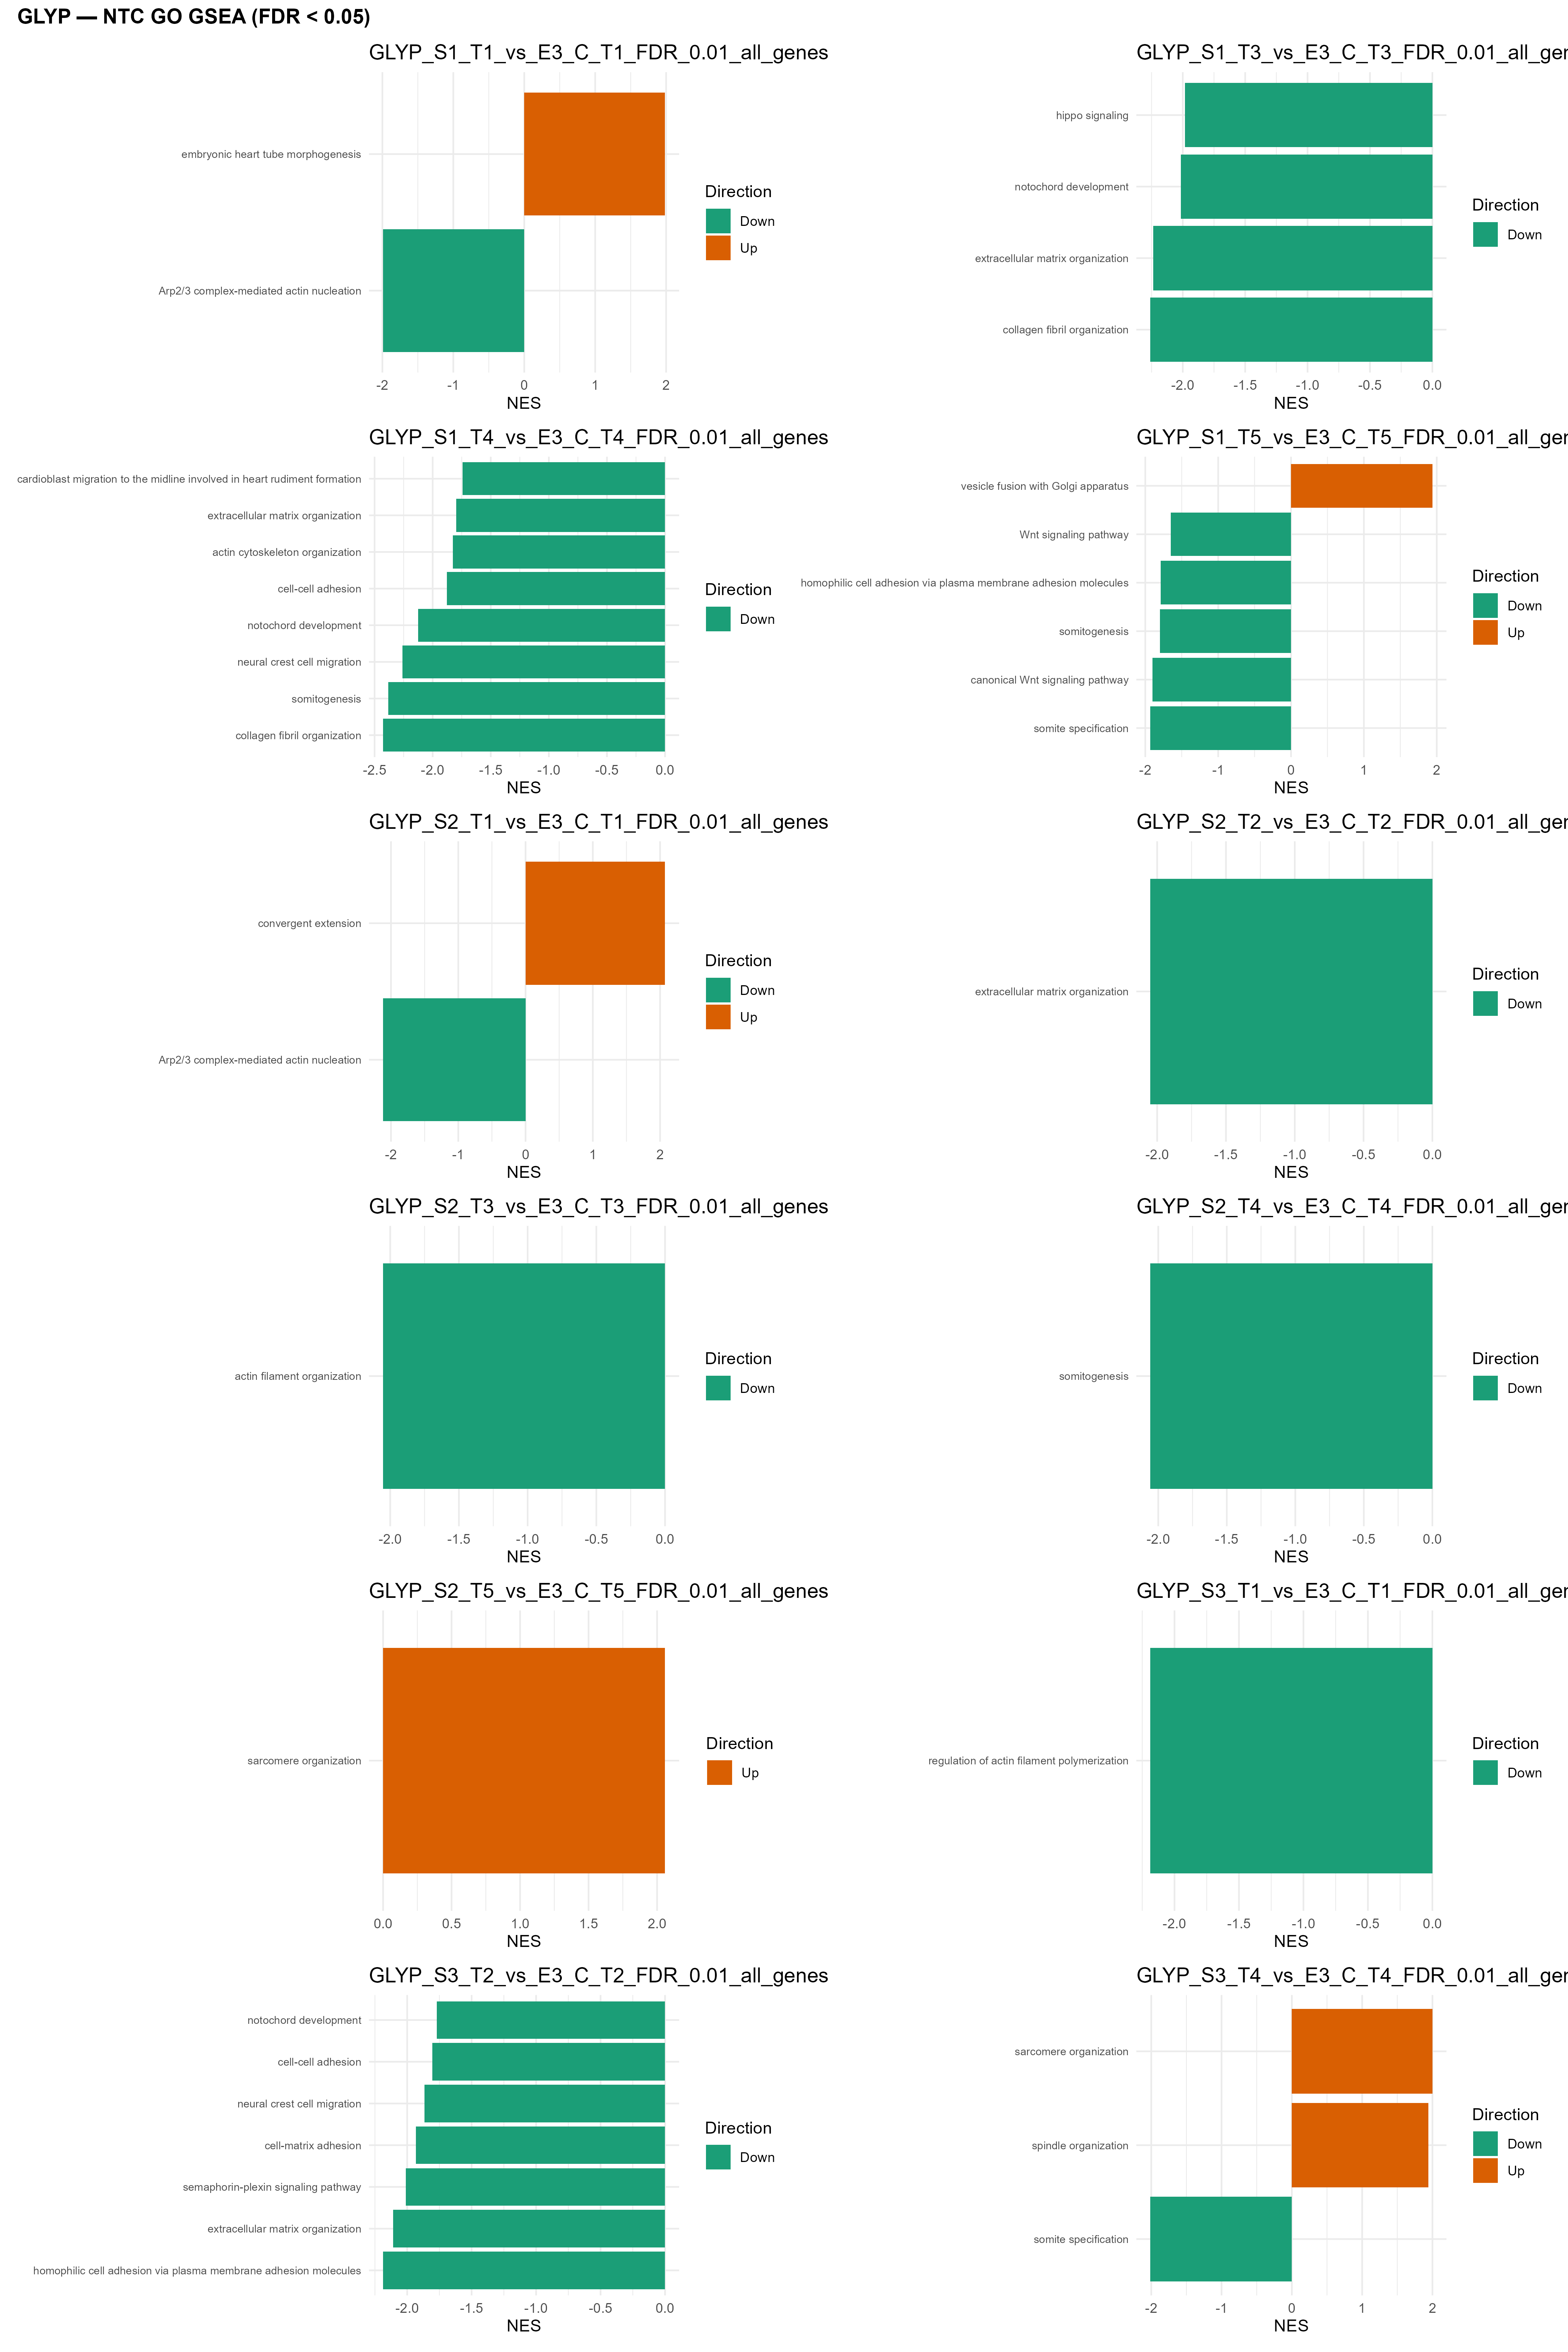 GLYP — NTC GO GSEA (FDR < 0.05)
GLYP_S1_T1_vs_E3_C_T1_FDR_0.01_all_genes
embryonic heart tube morphogenesis
Arp2/3 complex-mediated actin nucleation
-2 -1 0 1 2
NES
Direction
Down
Up
GLYP_S1_T3_vs_E3_C_T3_FDR_0.01_all_ger
hippo signaling
notochord development
extracellular matrix organization
collagen fibril organization
-2.0 -1.5 -1.0 -0.5 0.0
NES
Direction
Down
GLYP_S1_T4_vs_E3_C_T4_FDR_0.01_all_genes
cardioblast migration to the midline involved in heart rudiment formation
extracellular matrix organization
actin cytoskeleton organization
cell-cell adhesion
notochord development
neural crest cell migration
somitogenesis
collagen fibril organization
-2.5 -2.0 -1.5 -1.0 -0.5 0.0
NES
Direction
Down
GLYP_S1_T5_vs_E3_C_T5_FDR_0.01_all_ger
vesicle fusion with Golgi apparatus
Wnt signaling pathway
homophilic cell adhesion via plasma membrane adhesion molecules
somitogenesis
canonical Wnt signaling pathway
somite specification
-2 -1 0 1 2
NES
Direction
Down
Up
GLYP_S2_T1_vs_E3_C_T1_FDR_0.01_all_genes
convergent extension
Arp2/3 complex-mediated actin nucleation
-2 -1 0 1 2
NES
Direction
Down
Up
GLYP_S2_T2_vs_E3_C_T2_FDR_0.01_all_ger
extracellular matrix organization
-2.0 -1.5 -1.0 -0.5 0.0
NES
Direction
Down
GLYP_S2_T3_vs_E3_C_T3_FDR_0.01_all_genes
actin filament organization
-2.0 -1.5 -1.0 -0.5 0.0
NES
Direction
Down
GLYP_S2_T4_vs_E3_C_T4_FDR_0.01_all_ger
somitogenesis
-2.0 -1.5 -1.0 -0.5 0.0
NES
Direction
Down
GLYP_S2_T5_vs_E3_C_T5_FDR_0.01_all_genes
sarcomere organization
0.0 0.5 1.0 1.5 2.0
NES
Direction
Up
GLYP_S3_T1_vs_E3_C_T1_FDR_0.01_all_ger
regulation of actin filament polymerization
-2.0 -1.5 -1.0 -0.5 0.0
NES
Direction
Down
GLYP_S3_T2_vs_E3_C_T2_FDR_0.01_all_genes
notochord development
cell-cell adhesion
neural crest cell migration
cell-matrix adhesion
semaphorin-plexin signaling pathway
extracellular matrix organization
homophilic cell adhesion via plasma membrane adhesion molecules
-2.0 -1.5 -1.0 -0.5 0.0
NES
Direction
Down
GLYP_S3_T4_vs_E3_C_T4_FDR_0.01_all_ger
sarcomere organization
spindle organization
somite specification
-2 -1 0 1 2
NES
Direction
Down
Up